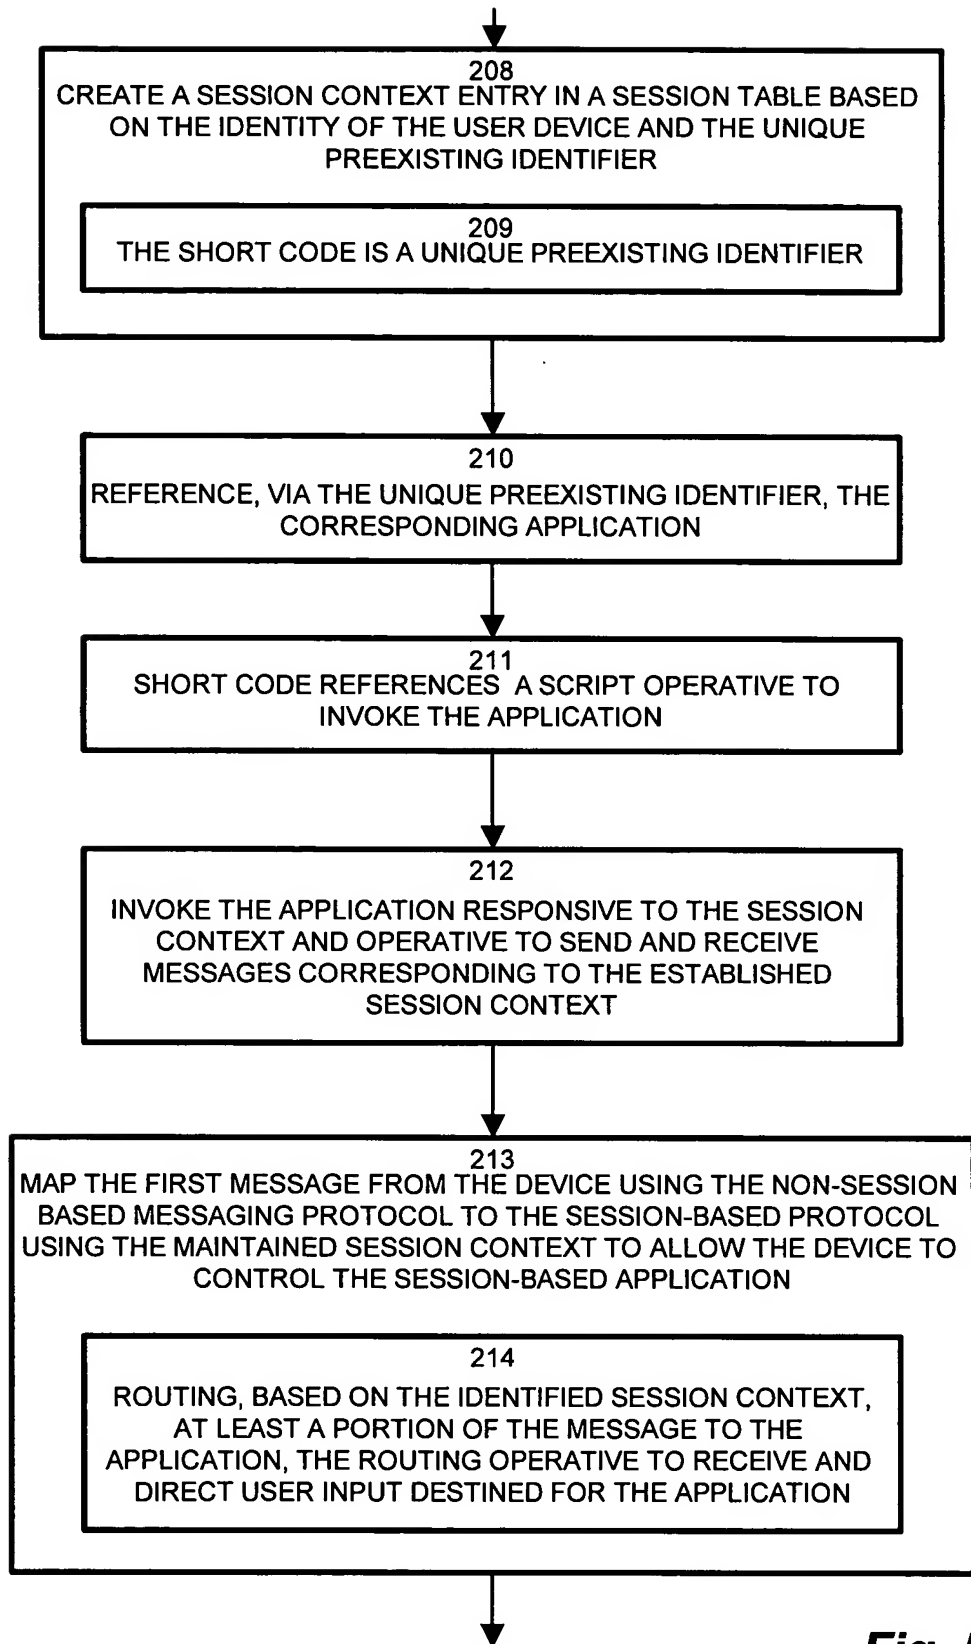 208
CREATE A SESSION CONTEXT ENTRY IN A SESSION TABLE BASED
ON THE IDENTITY OF THE USER DEVICE AND THE UNIQUE
PREEXISTING IDENTIFIER
209
THE SHORT CODE IS A UNIQUE PREEXISTING IDENTIFIER
210
REFERENCE, VIA THE UNIQUE PREEXISTING IDENTIFIER, THE
CORRESPONDING APPLICATION
211
SHORT CODE REFERENCES A SCRIPT OPERATIVE TO
INVOKE THE APPLICATION
212
INVOKE THE APPLICATION RESPONSIVE TO THE SESSION
CONTEXT AND OPERATIVE TO SEND AND RECEIVE
MESSAGES CORRESPONDING TO THE ESTABLISHED
SESSION CONTEXT
213
MAP THE FIRST MESSAGE FROM THE DEVICE USING THE NON-SESSION
BASED MESSAGING PROTOCOL TO THE SESSION-BASED PROTOCOL
USING THE MAINTAINED SESSION CONTEXT TO ALLOW THE DEVICE TO
CONTROL THE SESSION-BASED APPLICATION
214
ROUTING, BASED ON THE IDENTIFIED SESSION CONTEXT,
AT LEAST A PORTION OF THE MESSAGE TO THE
APPLICATION, THE ROUTING OPERATIVE TO RECEIVE AND
DIRECT USER INPUT DESTINED FOR THE APPLICATION
Fig.